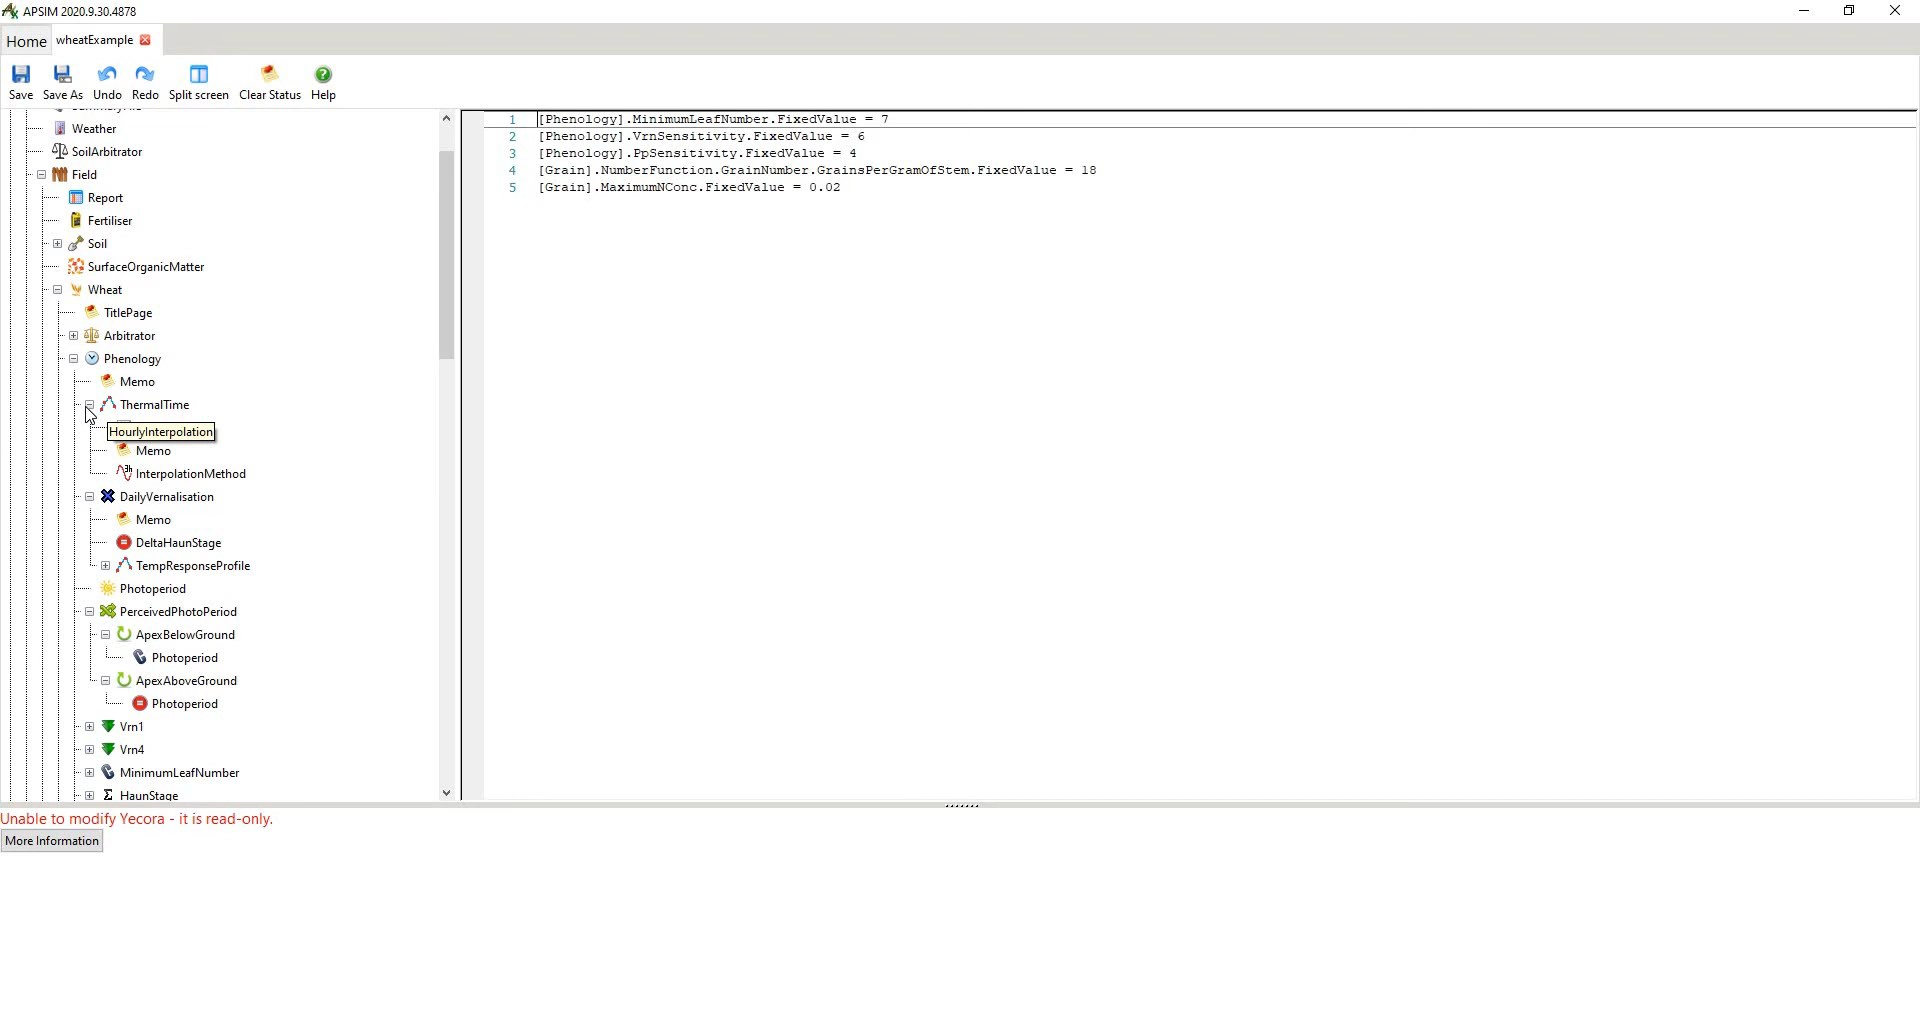 APSIM 2020.9.30.4878
Home wheatExample
Save Save As Undo Redo Split screen Clear Status Help
Weather
SoilArbitrator
Field
Report
Fertiliser
Soil
SurfaceOrganicMatter
Wheat
TitlePage
Arbitrator
Phenology
Memo
ThermalTime
HourlyInterpolation
Memo
InterpolationMethod
DailyVernalisation
Memo
DeltaHaunStage
TempResponseProfile
Photoperiod
PerceivedPhotoPeriod
ApexBelowGround
Photoperiod
ApexAboveGround
Photoperiod
Vrn1
Vrn4
MinimumLeafNumber
HaunStage
1 [Phenology].MinimumLeafNumber.FixedValue = 7
2 [Phenology].VrnSensitivity.FixedValue = 6
3 [Phenology].PpSensitivity.FixedValue = 4
4 [Grain].NumberFunction.GrainNumber.GrainsPerGramOfStem.FixedValue = 18
5 [Grain].MaximumNConc.FixedValue = 0.02
Unable to modify Yecora - it is read-only.
More Information